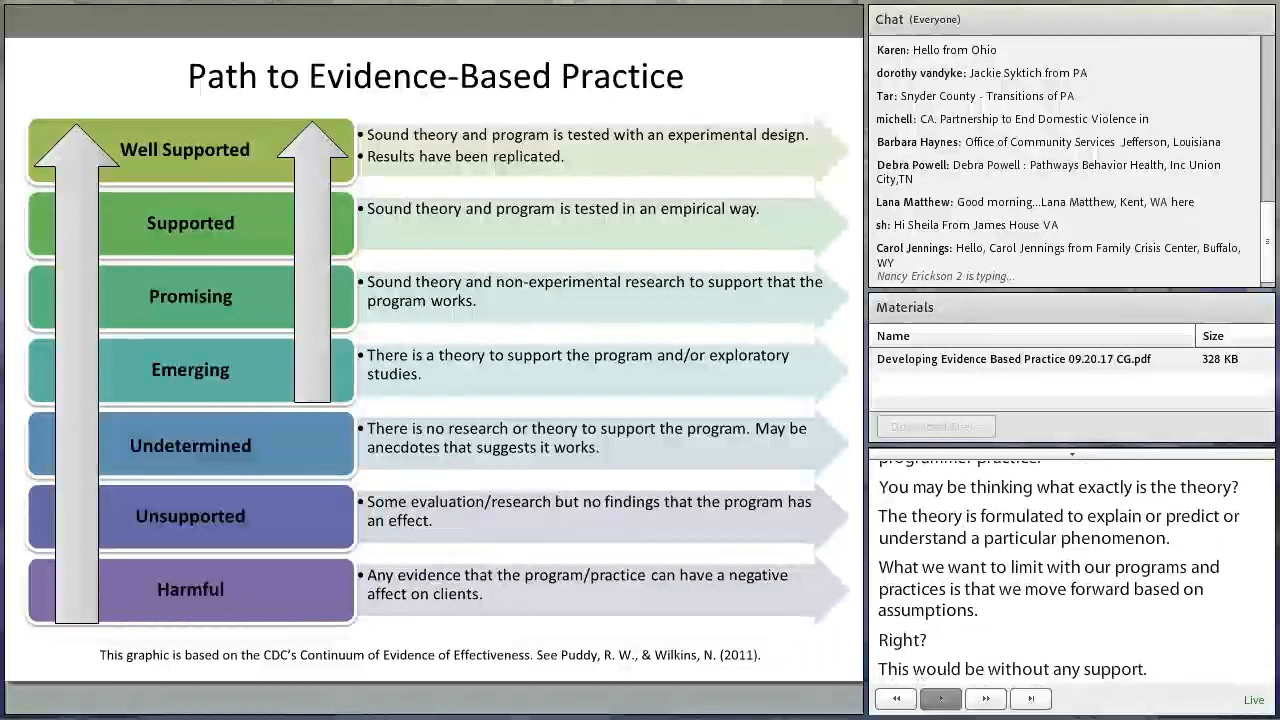 Path to Evidence-Based Practice
Well Supported
• Sound theory and program is tested with an experimental design.
• Results have been replicated.
Supported
• Sound theory and program is tested in an empirical way.
Promising
• Sound theory and non-experimental research to support that the
program works.
Emerging
• There is a theory to support the program and/or exploratory
studies.
Undetermined
• There is no research or theory to support the program. May be
anecdotes that suggests it works.
Unsupported
• Some evaluation/research but no findings that the program has
an effect.
Harmful
• Any evidence that the program/practice can have a negative
affect on clients.
This graphic is based on the CDC's Continuum of Evidence of Effectiveness. See Puddy, R. W., & Wilkins, N. (2011).
Chat (Everyone)
Karen: Hello from Ohio
dorothy vandyke: Jackie Syktich from PA
Tar: Snyder County - Transitions of PA
michell: CA. Partnership to End Domestic Violence in
Barbara Haynes: Office of Community Services Jefferson, Louisiana
Debra Powell: Debra Powell : Pathways Behavior Health, Inc Union
City,TN
Lana Matthew: Good morning...Lana Matthew, Kent, WA here
sh: Hi Sheila From James House VA
Carol Jennings: Hello, Carol Jennings from Family Crisis Center, Buffalo,
WY
Nancy Erickson 2 is typing...
Materials
Name Size
Developing Evidence Based Practice 09.20.17 CG.pdf 328 KB
You may be thinking what exactly is the theory?
The theory is formulated to explain or predict or
understand a particular phenomenon.
What we want to limit with our programs and
practices is that we move forward based on
assumptions.
Right?
This would be without any support.
Live